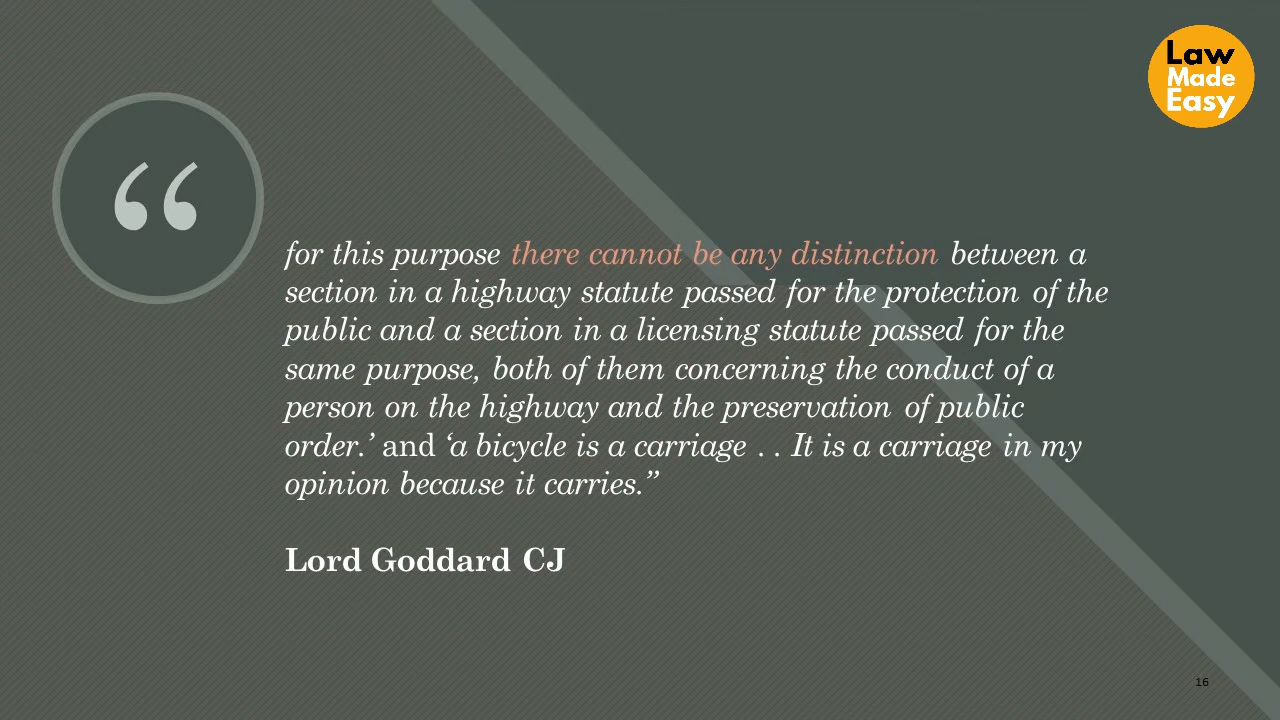 Law
Made
Easy
“
for this purpose there cannot be any distinction between a
section in a highway statute passed for the protection of the
public and a section in a licensing statute passed for the
same purpose, both of them concerning the conduct of a
person on the highway and the preservation of public
order.’ and ‘a bicycle is a carriage . . It is a carriage in my
opinion because it carries.”
Lord Goddard CJ
16